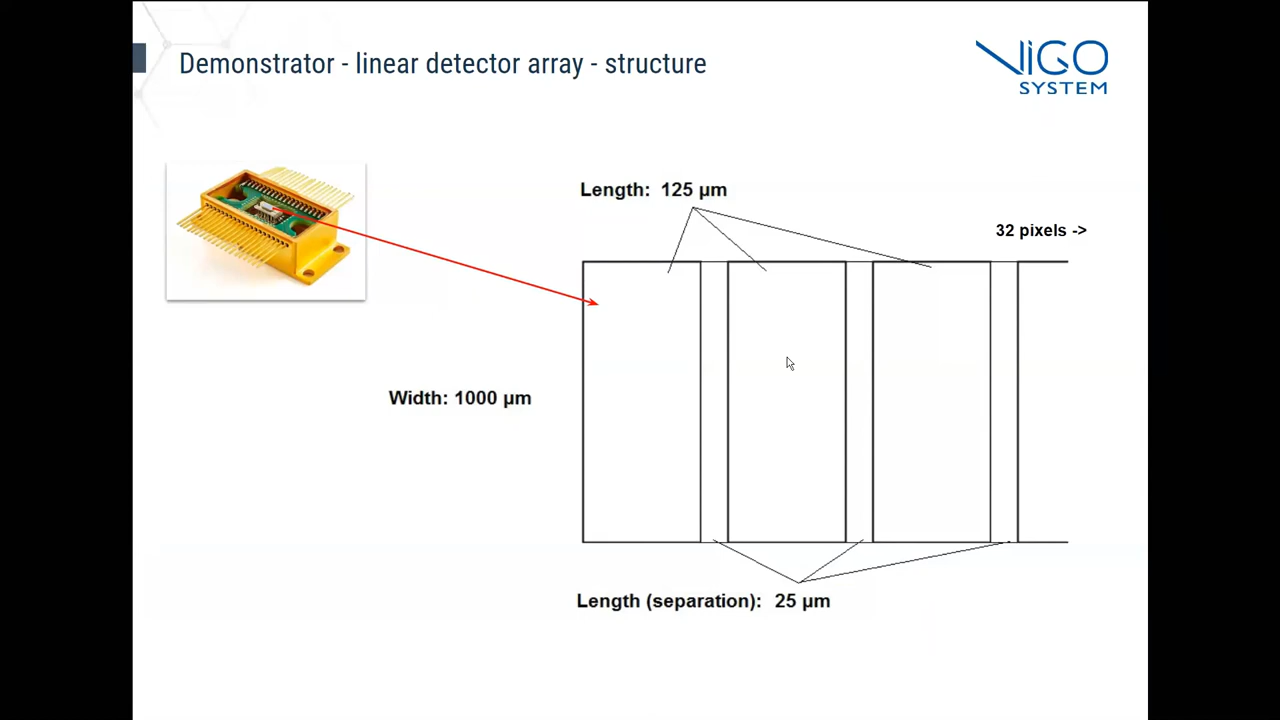 Demonstrator - linear detector array - structure
VIGO
SYSTEM
Length: 125 µm
32 pixels ->
Width: 1000 µm
Length (separation): 25 µm